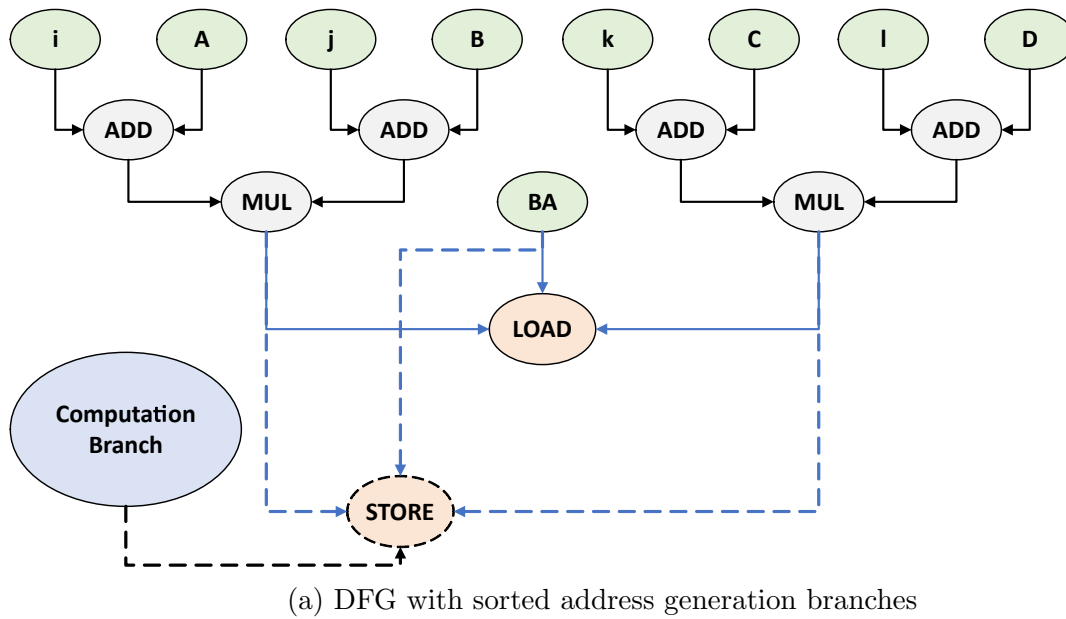 i A j B k C l D
ADD ADD ADD ADD
MUL BA MUL
LOAD
Computation
Branch
STORE
(a) DFG with sorted address generation branches